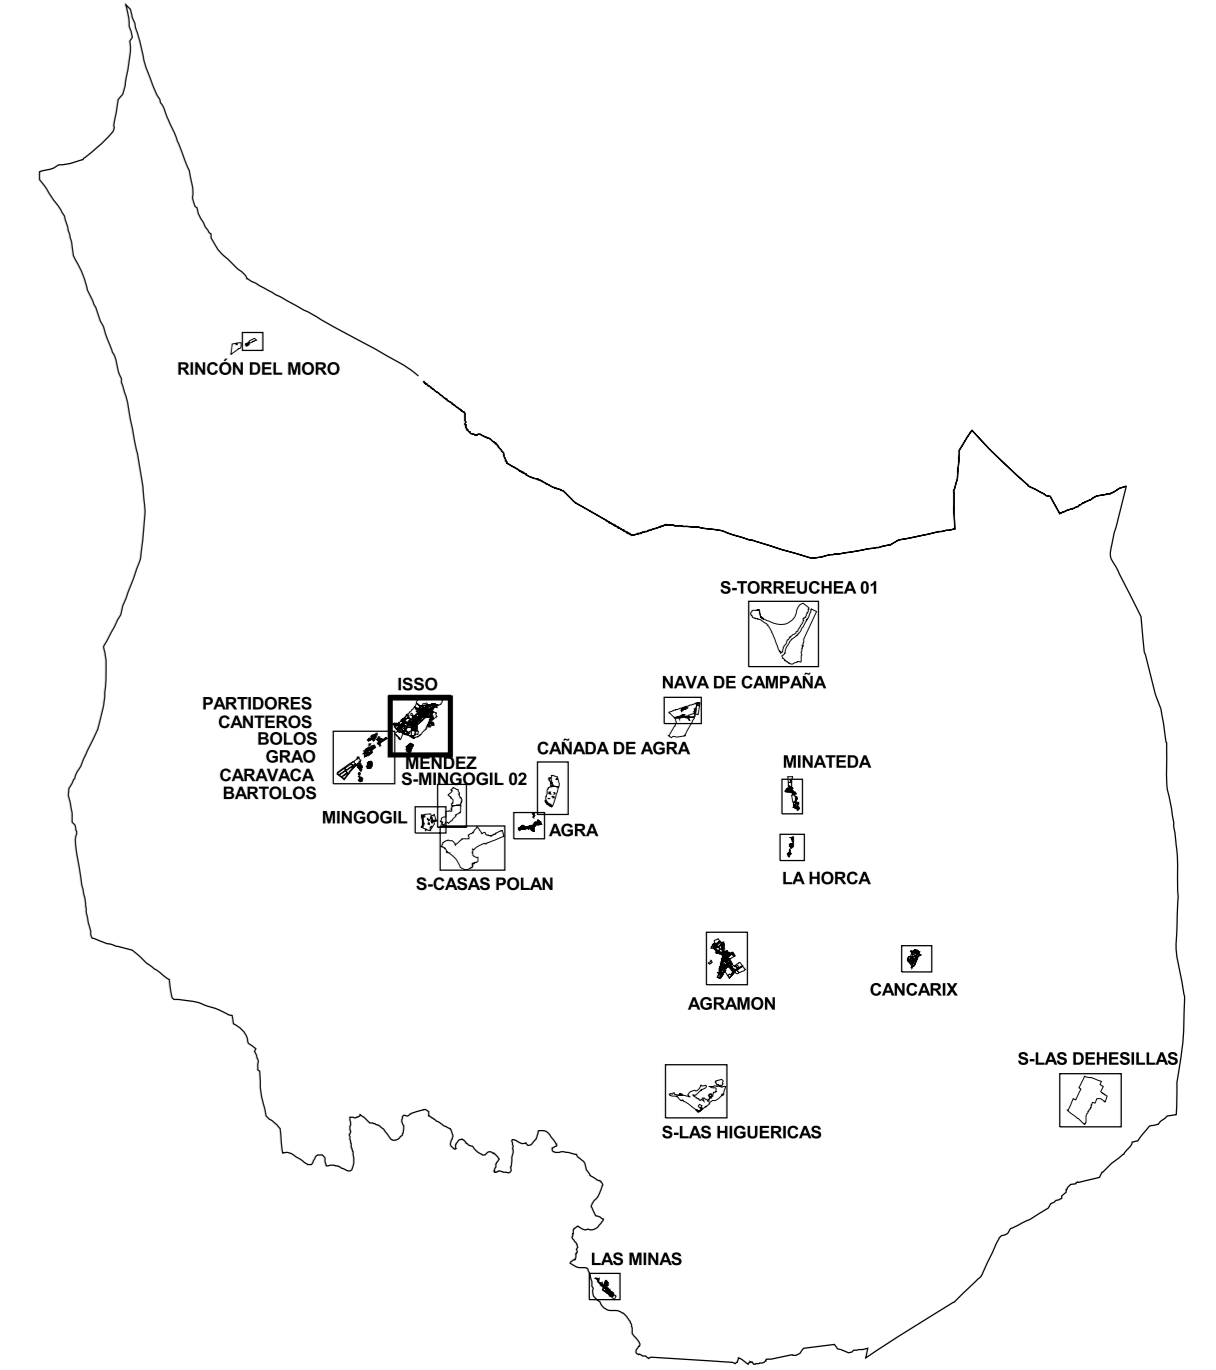 RINCÓN DEL MORO
S-TORREUCHEA 01
ISSO
NAVA DE CAMPAÑA
PARTIDORES
CANTEROS
BOLOS
GRAO
CARAVACA
BARTOLOS
CAÑADA DE AGRA
MENDEZ
S-MINGOGIL 02
MINATEDA
MINGOGIL
AGRA
S-CASAS POLAN
LA HORCA
CANCARIX
AGRAMON
S-LAS DEHESILLAS
S-LAS HIGUERICAS
LAS MINAS